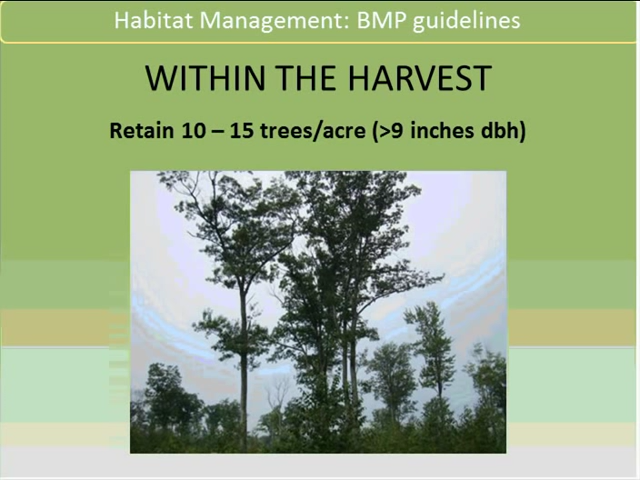 Habitat Management: BMP guidelines
WITHIN THE HARVEST
Retain 10 – 15 trees/acre (>9 inches dbh)